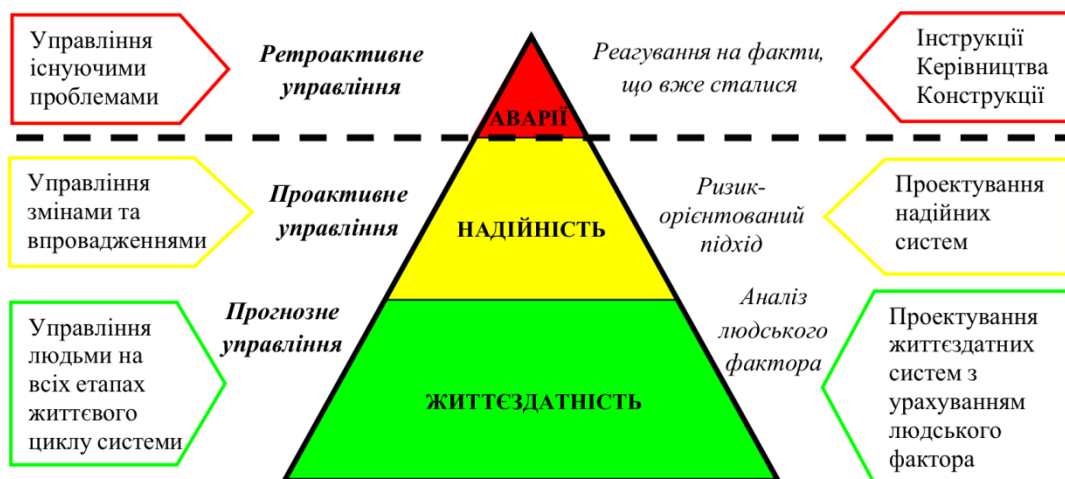 Управління
існуючими
проблемами
Ретроактивне
управління
АВАРІЇ
Реагування на факти,
що вже сталися
Інструкції
Керівництва
Конструкції
Управління
змінами та
впровадженнями
Проактивне
управління
НАДІЙНІСТЬ
Ризик-
орієнтований
підхід
Проектування
надійних
систем
Управління
людьми на
всіх етапах
життєвого
циклу системи
Прогнозне
управління
ЖИТТЄЗДАТНІСТЬ
Аналіз
людського
фактора
Проектування
життєздатних
систем з
урахуванням
людського
фактора